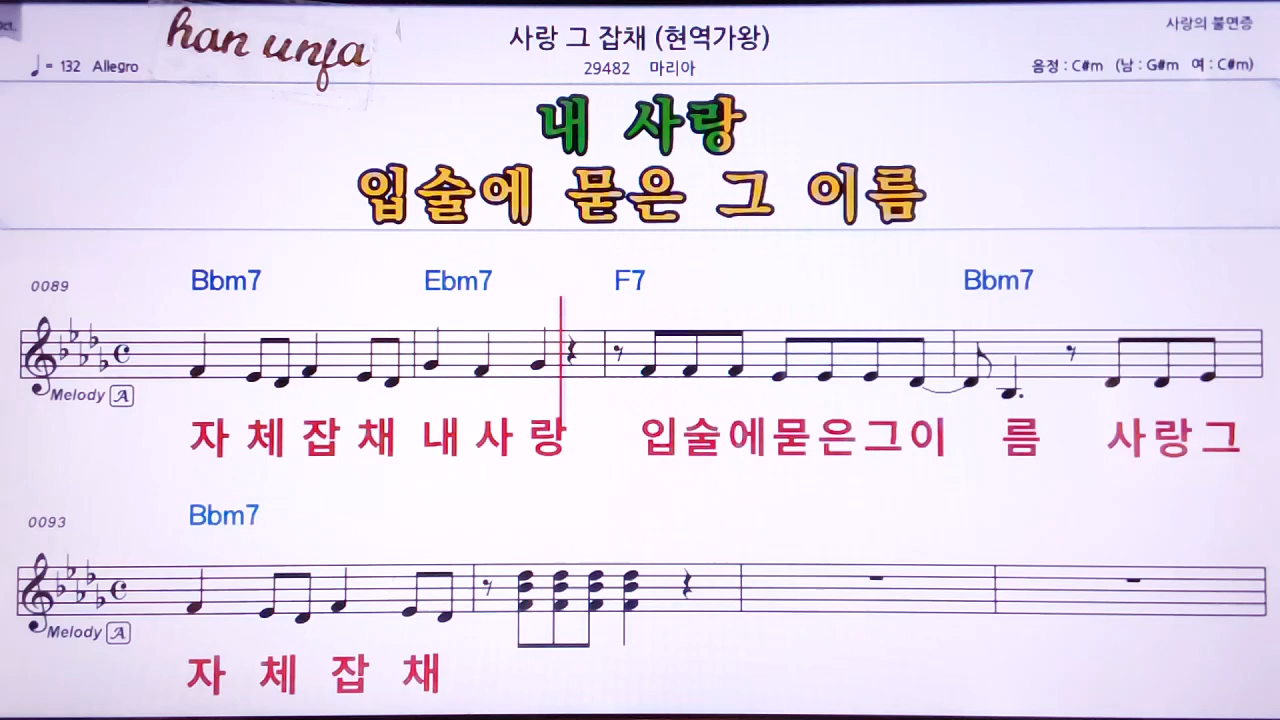 oct.
han unja
사랑 그 잡채 (현역가왕)
사랑의 불면증
♩= 132 Allegro
29482 마리아
음정 : C#m (남 : G#m 여 : C#m)
내 사랑
입술에 묻은 그 이름
0089 Bbm7 Ebm7 F7 Bbm7
Melody A
자 체 잡 채 내 사 랑 입술에묻은그이 름 사랑그
0093 Bbm7
Melody A
자 체 잡 채